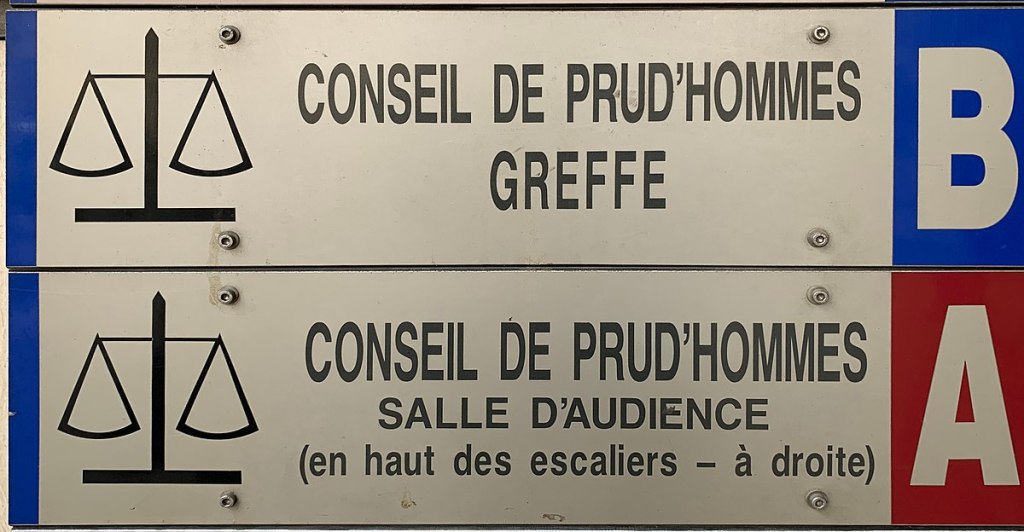 CONSEIL DE PRUD'HOMMES
GREFFE
B
CONSEIL DE PRUD'HOMMES
SALLE D'AUDIENCE
(en haut des escaliers – à droite)
A